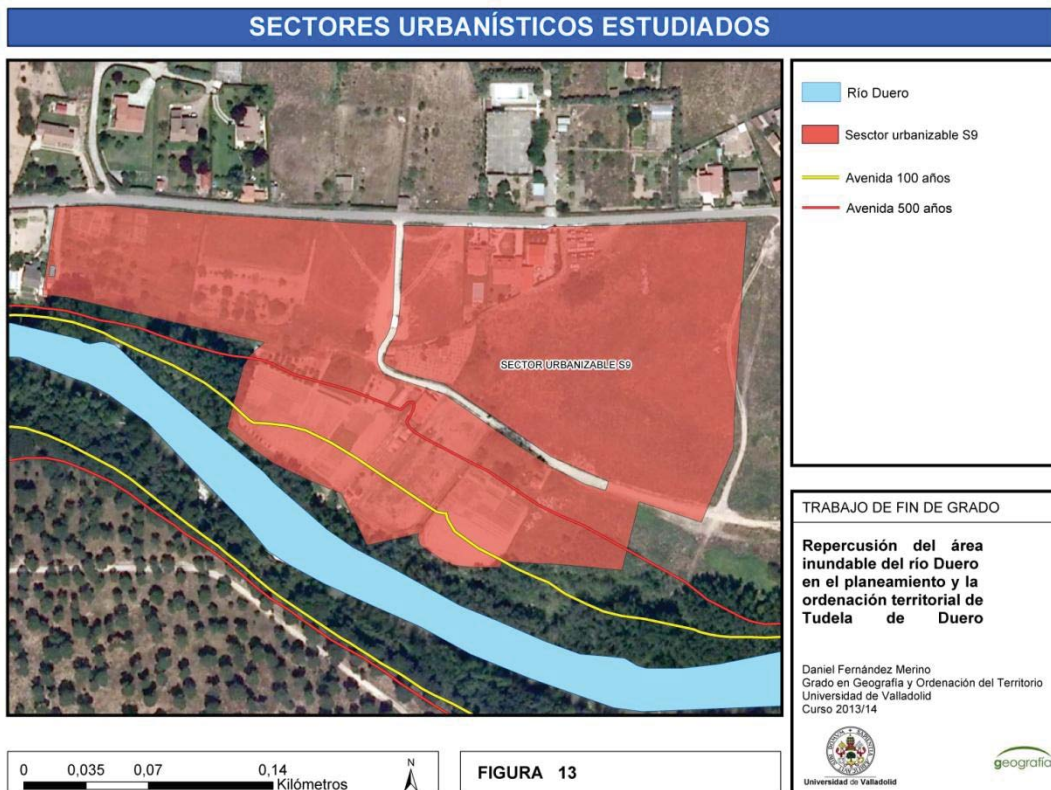 SECTORES URBANÍSTICOS ESTUDIADOS
Río Duero
Sesctor urbanizable S9
Avenida 100 años
Avenida 500 años
SECTOR URBANIZABLE S9
TRABAJO DE FIN DE GRADO
Repercusión del área
inundable del río Duero
en el planeamiento y la
ordenación territorial de
Tudela de Duero
Daniel Fernández Merino
Grado en Geografía y Ordenación del Territorio
Universidad de Valladolid
Curso 2013/14
Universidad de Valladolid
geografía
0 0,035 0,07 0,14
Kilómetros
N
FIGURA 13